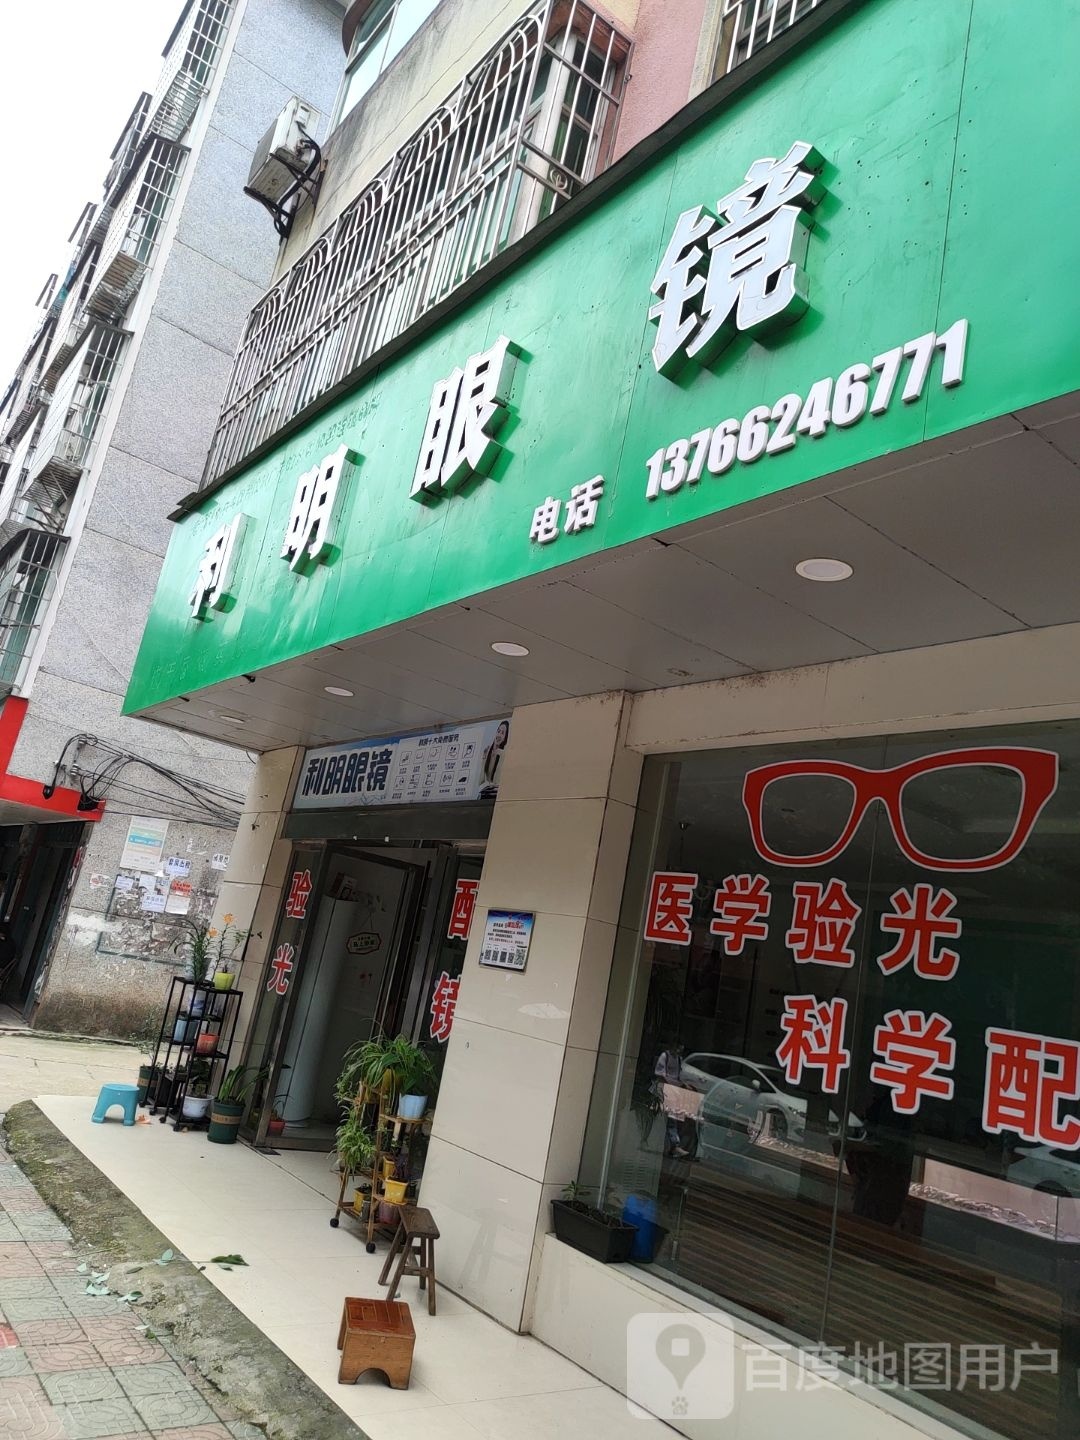 利明眼镜
电话 13766246771
利明眼镜
验光
配镜
医学验光
科学配
百度地图用户